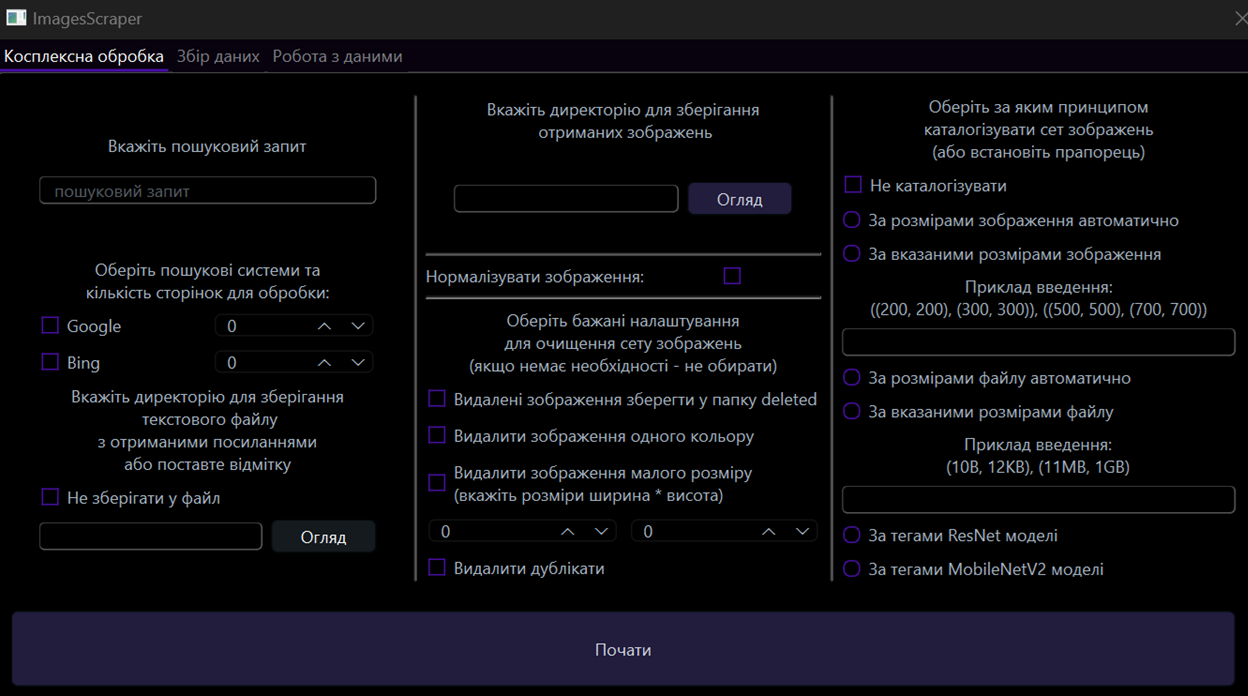 ImagesScraper
Косплексна обробка Збір даних Робота з даними
Вкажіть пошуковий запит
пошуковий запит
Оберіть пошукові системи та
кількість сторінок для обробки:
Google 0
Bing 0
Вкажіть директорію для зберігання
текстового файлу
з отриманими посиланнями
або поставте відмітку
Не зберігати у файл
Огляд
Вкажіть директорію для зберігання
отриманих зображень
Огляд
Нормалізувати зображення:
Оберіть бажані налаштування
для очищення сету зображень
(якщо немає необхідності - не обирати)
Видалені зображення зберегти у папку deleted
Видалити зображення одного кольору
Видалити зображення малого розміру
(вкажіть розміри ширина * висота)
0 0
Видалити дублікати
Оберіть за яким принципом
каталогізувати сет зображень
(або встановіть прапорець)
Не каталогізувати
За розмірами зображення автоматично
За вказаними розмірами зображення
Приклад введення:
((200, 200), (300, 300)), ((500, 500), (700, 700))
За розмірами файлу автоматично
За вказаними розмірами файлу
Приклад введення:
(10B, 12KB), (11MB, 1GB)
За тегами ResNet моделі
За тегами MobileNetV2 моделі
Почати